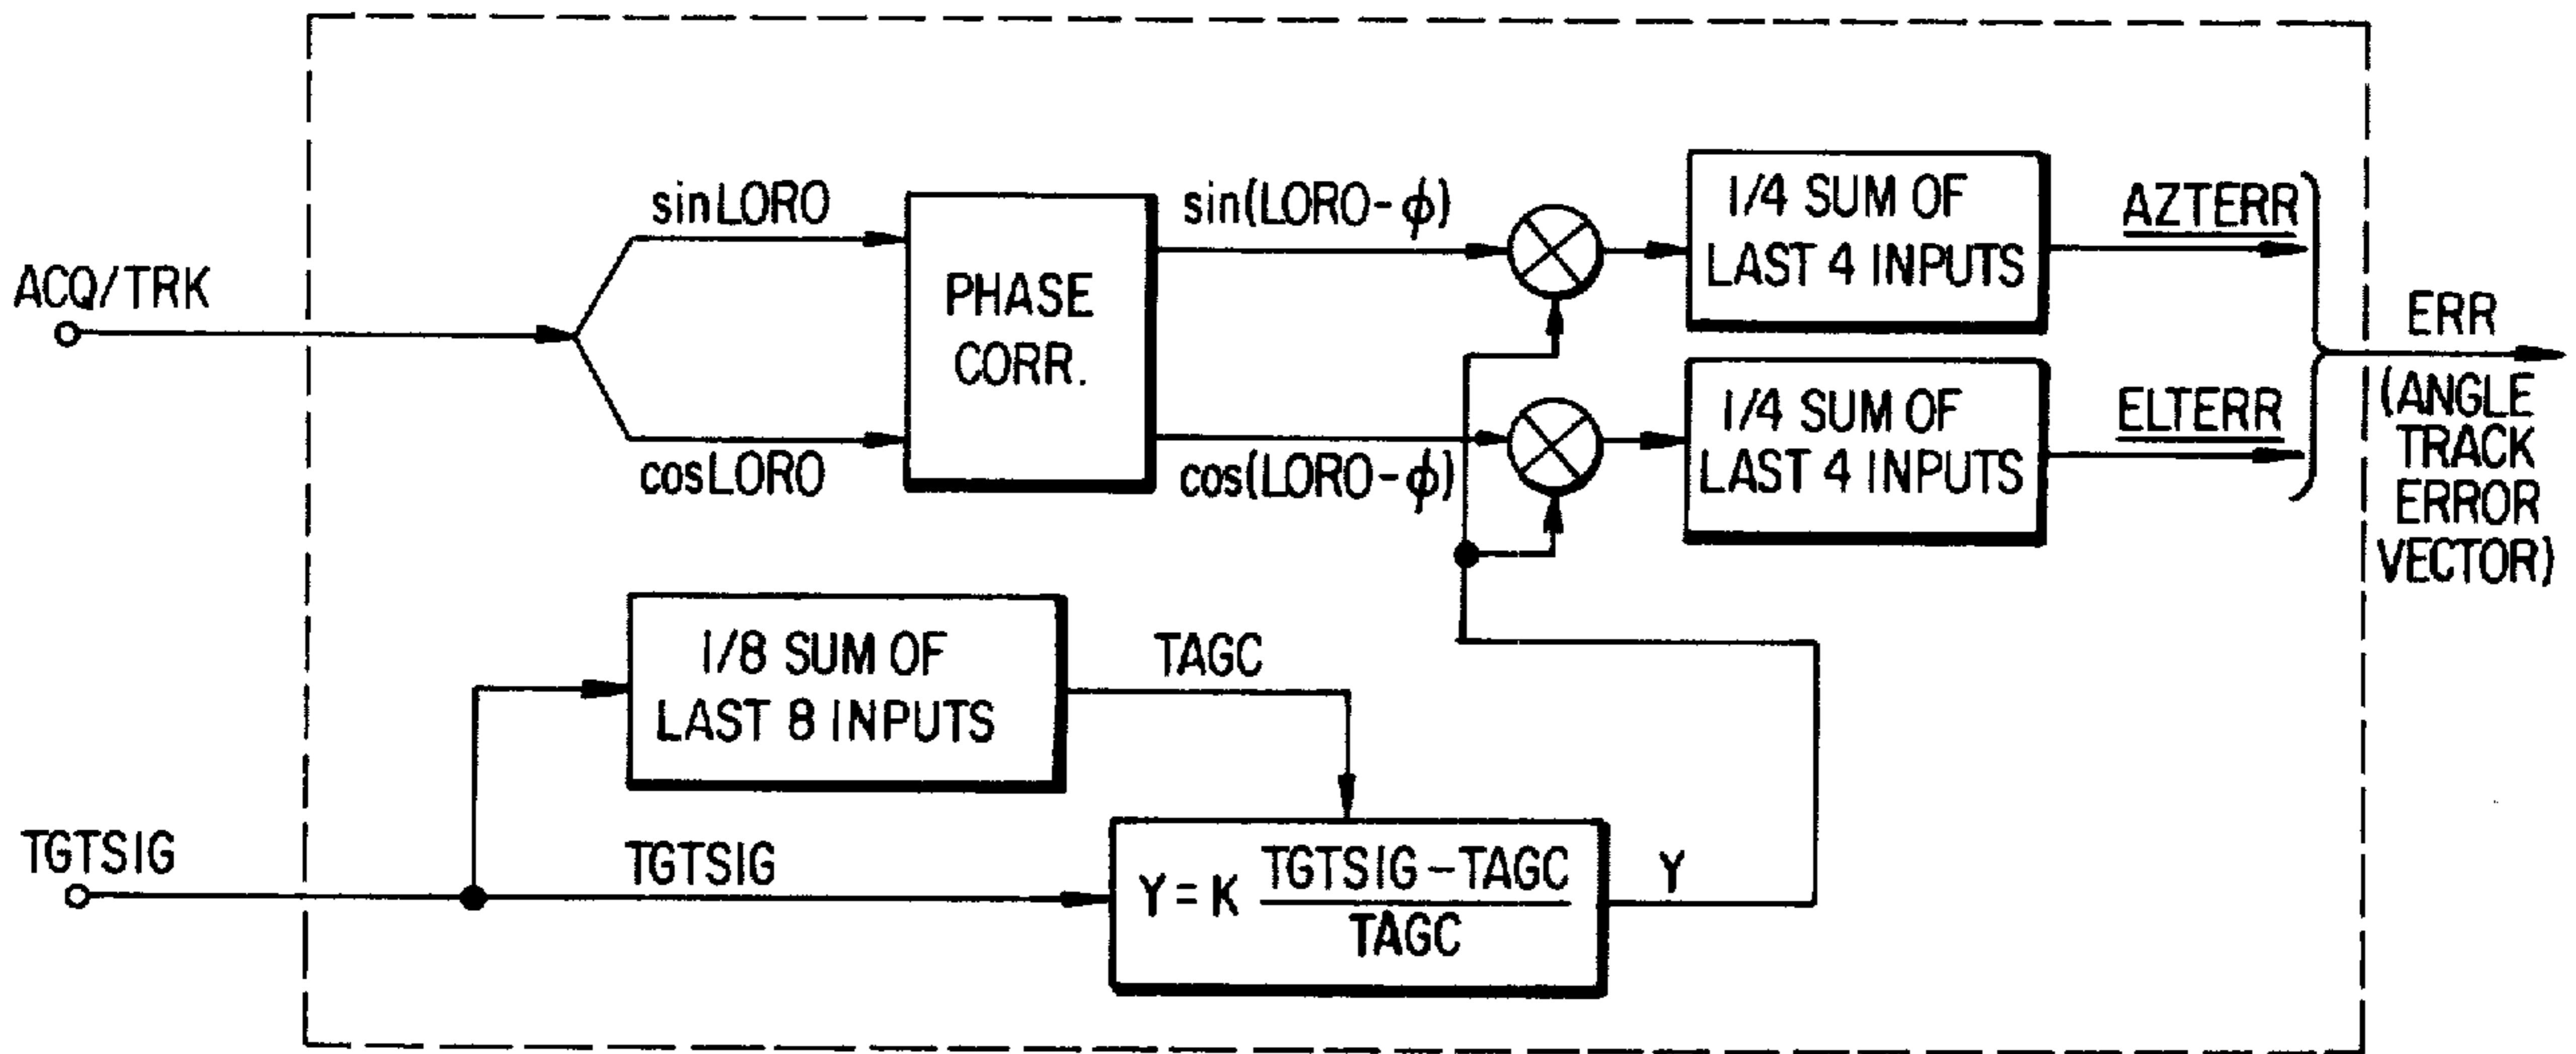 ACQ/TRK
sinLORO
cosLORO
PHASE
CORR.
sin(LORO-ϕ)
cos(LORO-ϕ)
1/4 SUM OF
LAST 4 INPUTS
1/4 SUM OF
LAST 4 INPUTS
AZTERR
ELTERR
ERR
(ANGLE
TRACK
ERROR
VECTOR)
1/8 SUM OF
LAST 8 INPUTS
TAGC
TGTSIG
TGTSIG
Y = K TGTSIG-TAGC
TAGC
Y